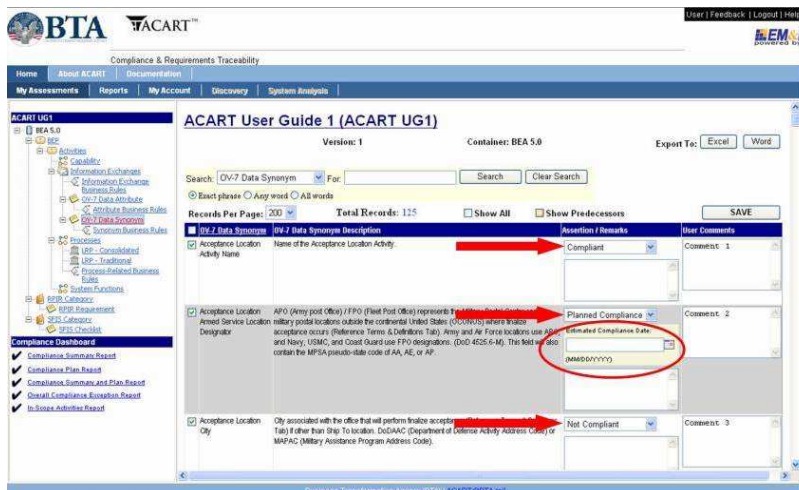 User | Feedback | Logout | Help
BTA
TACART™
EM&
powered by
Compliance & Requirements Traceability
Home About ACART Documentation
My Assessments Reports My Account Discovery System Analysis
ACART UG1
BEA 5.0
BEP
Activities
Capability
Information Exchanges
Information Exchange
Business Rules
OV-7 Data Attribute
Attribute Business Rules
OV-7 Data Synonym
Synonym Business Rules
Processes
LRP - Consolidated
LRP - Traditional
Process-Related Business
Rules
System Functions
RPIR Category
RPIR Requirement
SFIS Category
SFIS Checklist
Compliance Dashboard
Compliance Summary Report
Compliance Plan Report
Compliance Summary and Plan Report
Overall Compliance Exception Report
In-Scope Activities Report
ACART User Guide 1 (ACART UG1)
Version: 1 Container: BEA 5.0 Export To: Excel Word
Search: OV-7 Data Synonym For: Search Clear Search
Exact phrase Any word All words
Records Per Page: 200 Total Records: 125 Show All Show Predecessors SAVE
OV-7 Data Synonym OV-7 Data Synonym Description Assertion / Remarks User Comments
Acceptance Location
Activity Name
Name of the Acceptance Location Activity.
Compliant
Comment 1
Acceptance Location
Armed Service Location
Designator
APO (Army post Office) / FPO (Fleet Post Office) represents the
military postal locations outside the continental United States (OCONUS) where finalize
acceptance occurs (Reference Terms & Definitions Tab). Army and Air Force locations use APO
and Navy, USMC, and Coast Guard use FPO designations. (DoD 4525.6-M). This field will also
contain the MPSA pseudo-state code of AA, AE, or AP.
Planned Compliance
Estimated Compliance Date:
(MM/DD/YYYY)
Comment 2
Acceptance Location
City
City associated with the office that will perform finalize acceptance
Tab) if other than Ship To location. DoDAAC (Department of Defense Activity Address Code) or
MAPAC (Military Assistance Program Address Code).
Not Compliant
Comment 3